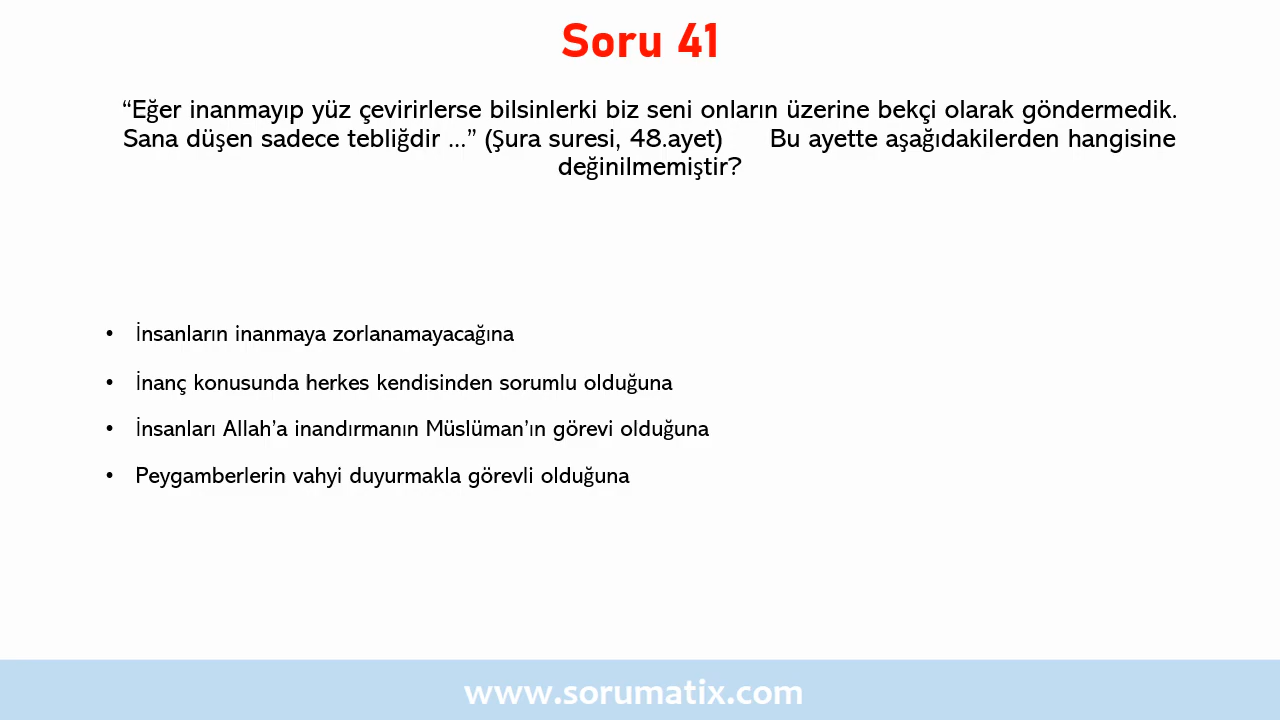 Soru 41
“Eğer inanmayıp yüz çevirirlerse bilsinlerki biz seni onların üzerine bekçi olarak göndermedik.
Sana düşen sadece tebliğdir ...” (Şura suresi, 48.ayet) Bu ayette aşağıdakilerden hangisine
değinilmemiştir?
• İnsanların inanmaya zorlanamayacağına
• İnanç konusunda herkes kendisinden sorumlu olduğuna
• İnsanları Allah’a inandırmanın Müslüman’ın görevi olduğuna
• Peygamberlerin vahyi duyurmakla görevli olduğuna
www.sorumatix.com